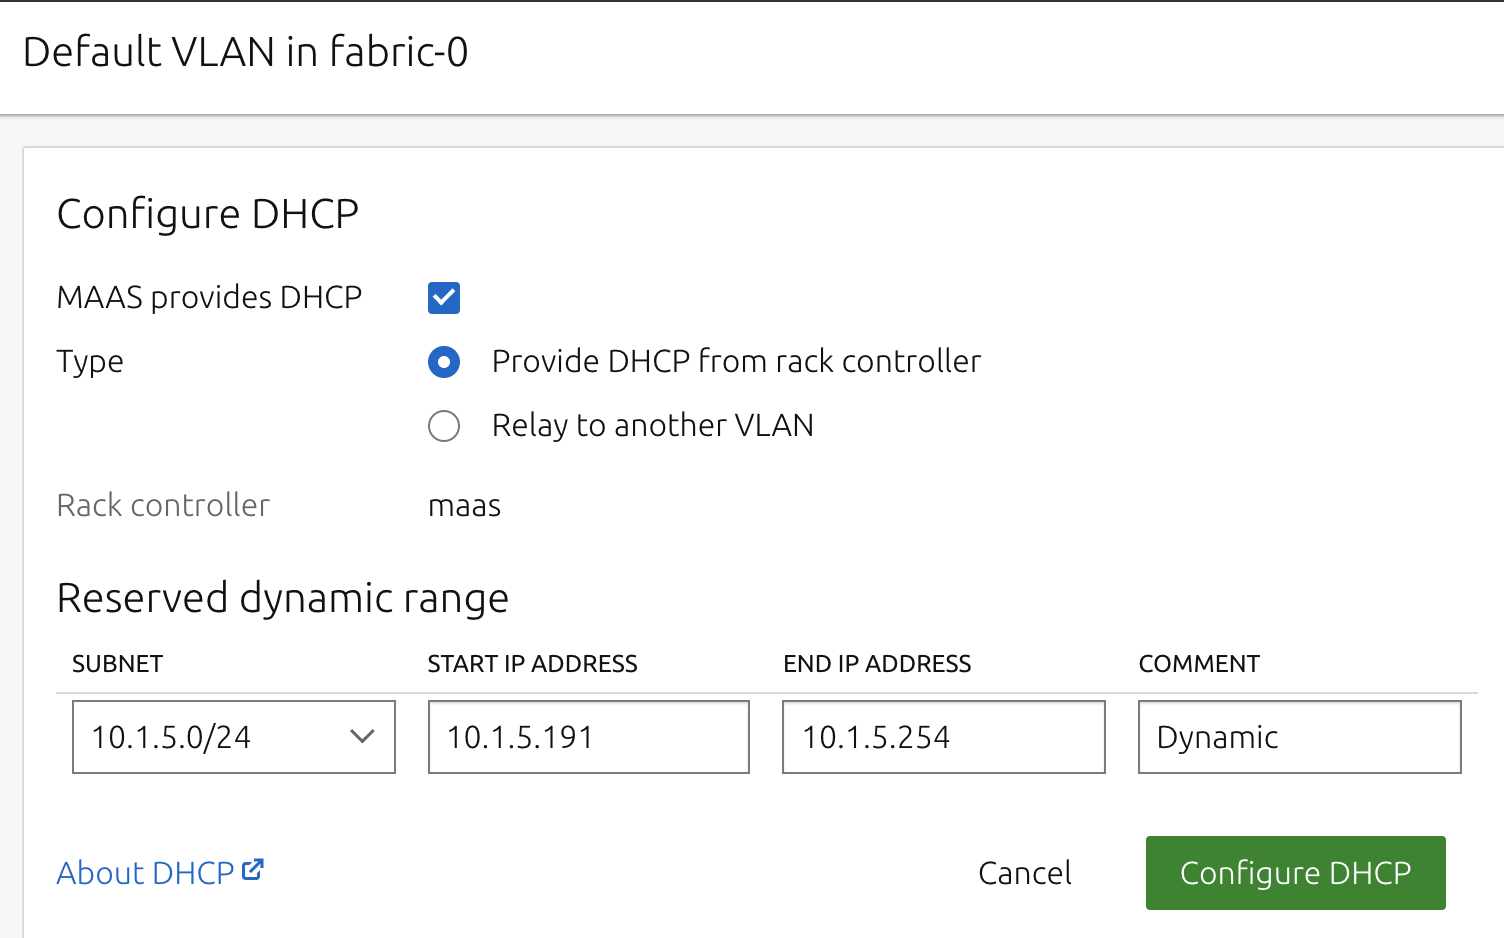 Default VLAN in fabric-0
Configure DHCP
MAAS provides DHCP
Type
Provide DHCP from rack controller
Relay to another VLAN
Rack controller maas
Reserved dynamic range
SUBNET START IP ADDRESS END IP ADDRESS COMMENT
10.1.5.0/24 10.1.5.191 10.1.5.254 Dynamic
About DHCP Cancel Configure DHCP